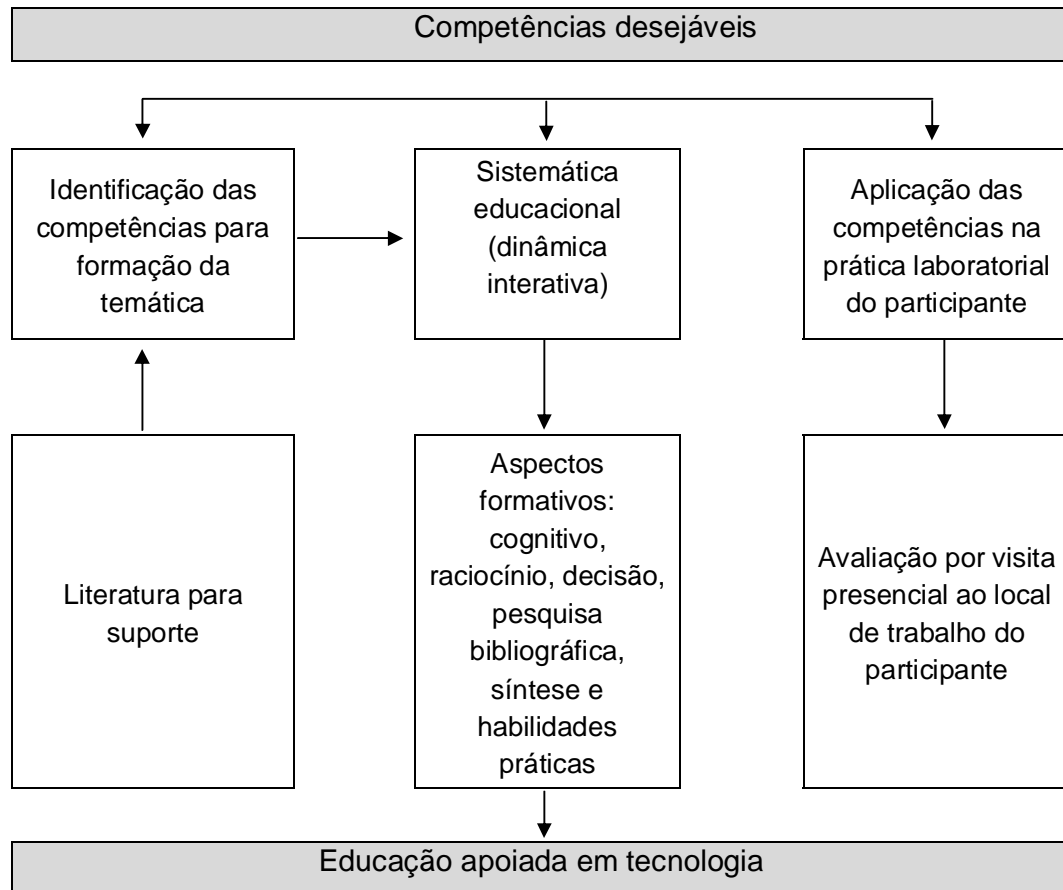 Competências desejáveis
Identificação das
competências para
formação da
temática
Sistemática
educacional
(dinâmica
interativa)
Aplicação das
competências na
prática laboratorial
do participante
Literatura para
suporte
Aspectos
formativos:
cognitivo,
raciocínio, decisão,
pesquisa
bibliográfica,
síntese e
habilidades
práticas
Avaliação por visita
presencial ao local
de trabalho do
participante
Educação apoiada em tecnologia